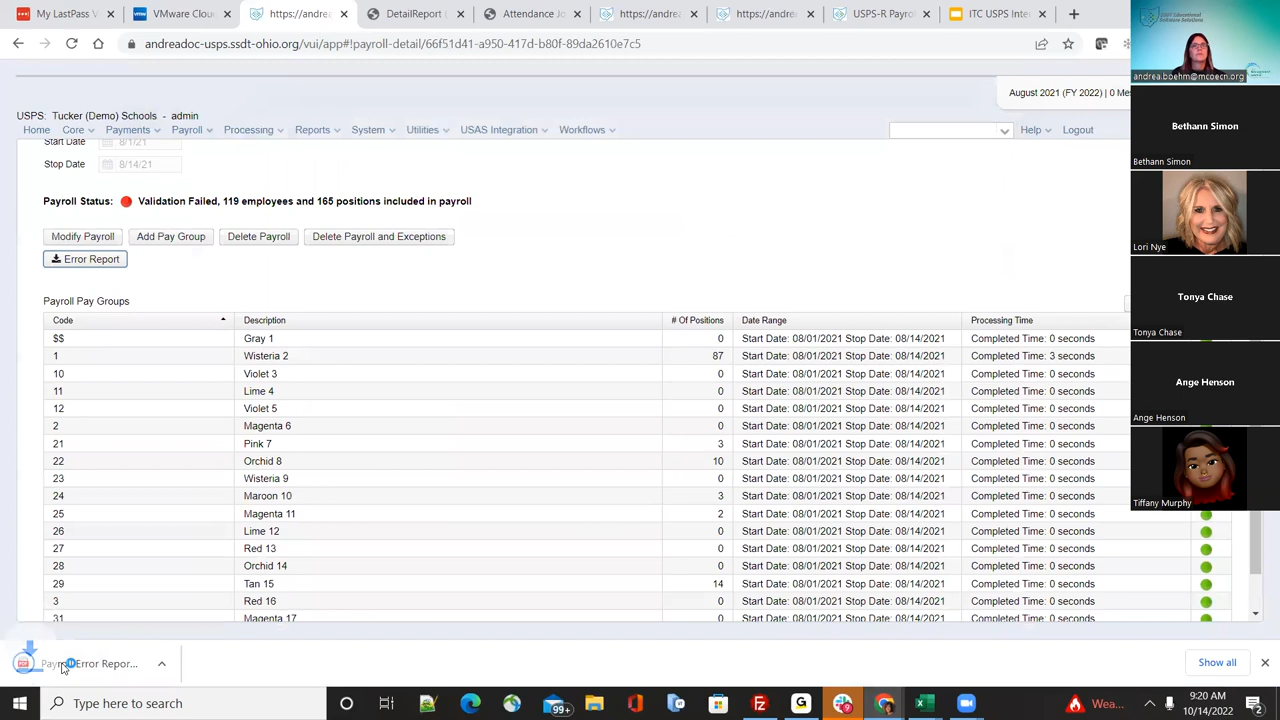 My LastPass V
VMware Clou
https://andrea
DetailReport
Attendance Jo
https://andrea
https://andrea
USPS-R Payro
ITC USPS Inte
andreadoc-usps.ssdt-ohio.org/vui/app#!payroll-detail/
August 2021 (FY 2022) | 0 Me
USPS: Tucker (Demo) Schools - admin
Home Core Payments Payroll Processing Reports System Utilities USAS Integration Workflows Help Logout
Start Date 8/1/21
Stop Date 8/14/21
Payroll Status: Validation Failed, 119 employees and 165 positions included in payroll
Modify Payroll Add Pay Group Delete Payroll Delete Payroll and Exceptions
Error Report
Payroll Pay Groups
Code Description # Of Positions Date Range Processing Time
$$ Gray 1 0 Start Date: 08/01/2021 Stop Date: 08/14/2021 Completed Time: 0 seconds
1 Wisteria 2 87 Start Date: 08/01/2021 Stop Date: 08/14/2021 Completed Time: 3 seconds
10 Violet 3 0 Start Date: 08/01/2021 Stop Date: 08/14/2021 Completed Time: 0 seconds
11 Lime 4 0 Start Date: 08/01/2021 Stop Date: 08/14/2021 Completed Time: 0 seconds
12 Violet 5 0 Start Date: 08/01/2021 Stop Date: 08/14/2021 Completed Time: 0 seconds
2 Magenta 6 0 Start Date: 08/01/2021 Stop Date: 08/14/2021 Completed Time: 0 seconds
21 Pink 7 3 Start Date: 08/01/2021 Stop Date: 08/14/2021 Completed Time: 0 seconds
22 Orchid 8 10 Start Date: 08/01/2021 Stop Date: 08/14/2021 Completed Time: 0 seconds
23 Wisteria 9 0 Start Date: 08/01/2021 Stop Date: 08/14/2021 Completed Time: 0 seconds
24 Maroon 10 3 Start Date: 08/01/2021 Stop Date: 08/14/2021 Completed Time: 0 seconds
25 Magenta 11 2 Start Date: 08/01/2021 Stop Date: 08/14/2021 Completed Time: 0 seconds
26 Lime 12 0 Start Date: 08/01/2021 Stop Date: 08/14/2021 Completed Time: 0 seconds
27 Red 13 0 Start Date: 08/01/2021 Stop Date: 08/14/2021 Completed Time: 0 seconds
28 Orchid 14 0 Start Date: 08/01/2021 Stop Date: 08/14/2021 Completed Time: 0 seconds
29 Tan 15 14 Start Date: 08/01/2021 Stop Date: 08/14/2021 Completed Time: 0 seconds
3 Red 16 0 Start Date: 08/01/2021 Stop Date: 08/14/2021 Completed Time: 0 seconds
31 Magenta 17 0 Start Date: 08/01/2021 Stop Date: 08/14/2021 Completed Time: 0 seconds
Error Repor...
Show all
Type here to search
99+
Wea...
9:20 AM
10/14/2022
2
andrea.boehm@mcoecn.org
Bethann Simon
Bethann Simon
Lori Nye
Tonya Chase
Tonya Chase
Ange Henson
Ange Henson
Tiffany Murphy